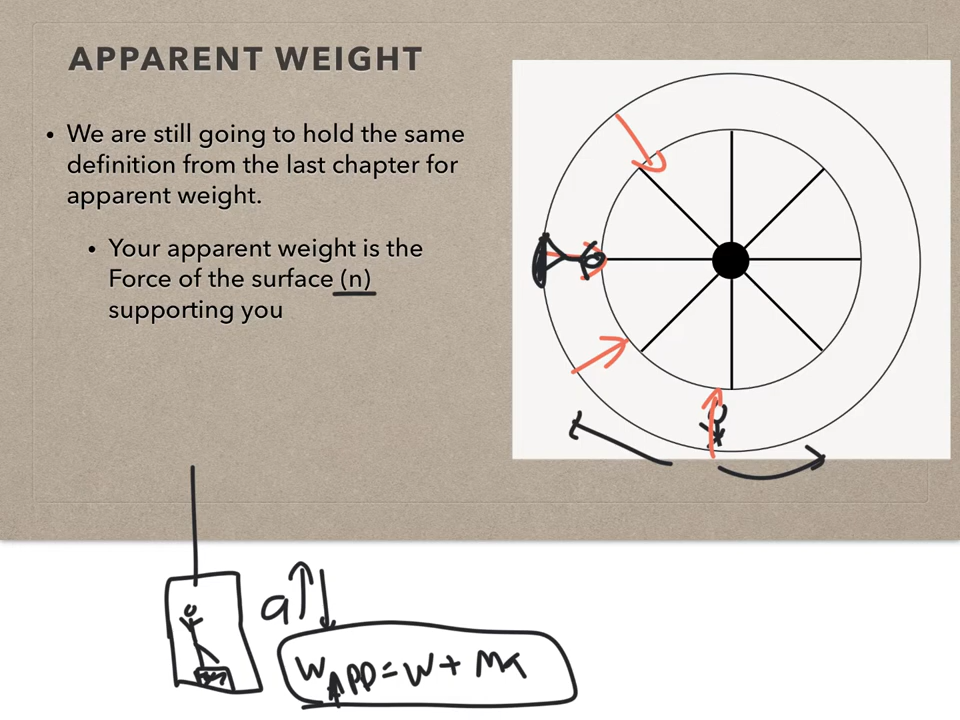 APPARENT WEIGHT
• We are still going to hold the same
definition from the last chapter for
apparent weight.
• Your apparent weight is the
Force of the surface (n)
supporting you
a
WAPP = W + M